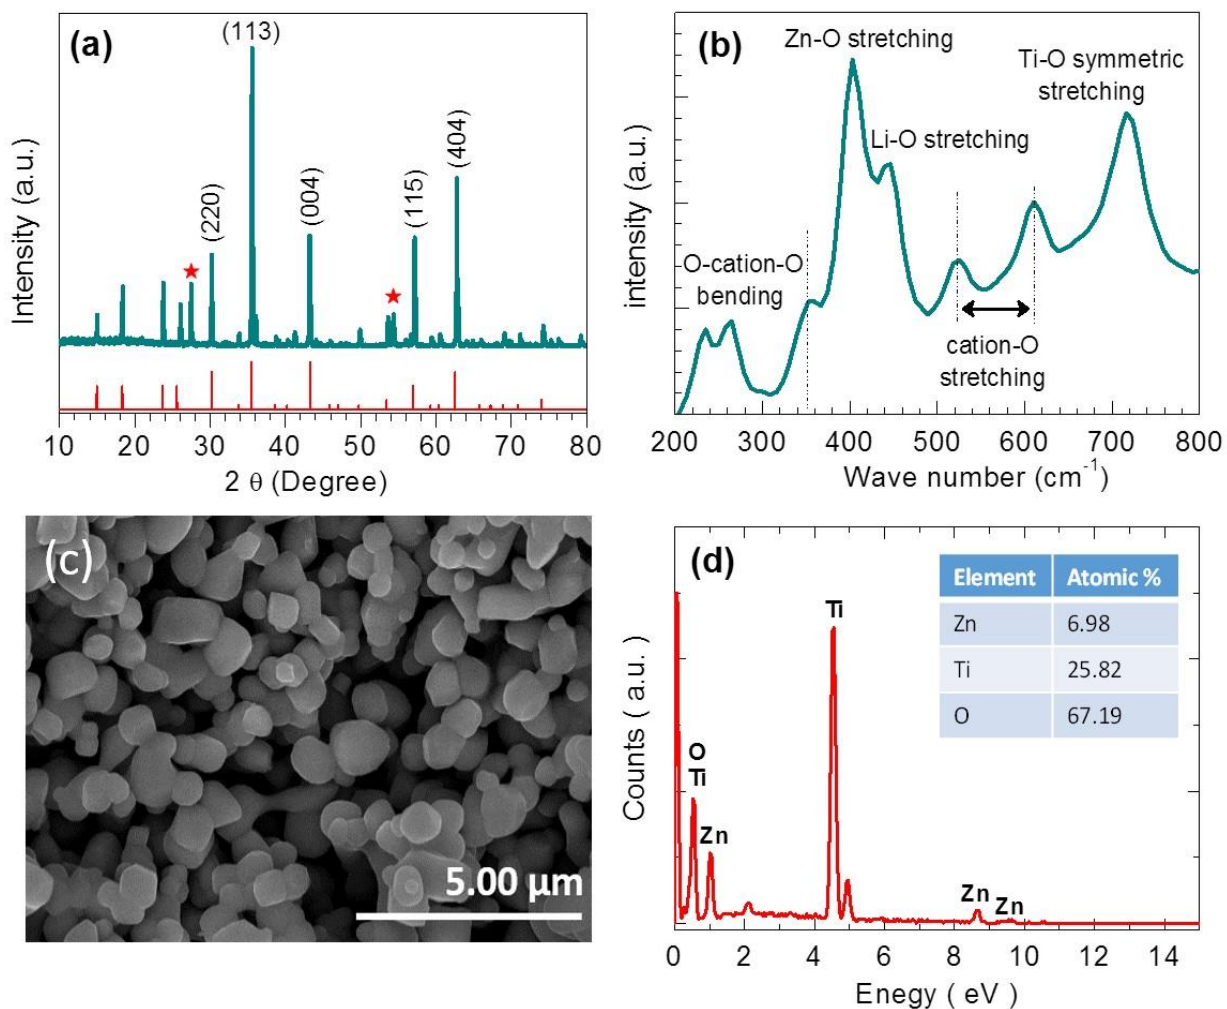 (a)
(113)
(220)
(004)
(115)
(404)
Intensity (a.u.)
10 20 30 40 50 60 70 80
2 θ (Degree)
(b)
Zn-O stretching
Ti-O symmetric
stretching
Li-O stretching
O-cation-O
bending
cation-O
stretching
intensity (a.u.)
200 300 400 500 600 700 800
Wave number (cm-1)
(c)
5.00 µm
(d)
Ti
O
Ti
Zn
Zn
Zn
Element Atomic %
Zn 6.98
Ti 25.82
O 67.19
Counts ( a.u.)
0 2 4 6 8 10 12 14
Enegy ( eV )